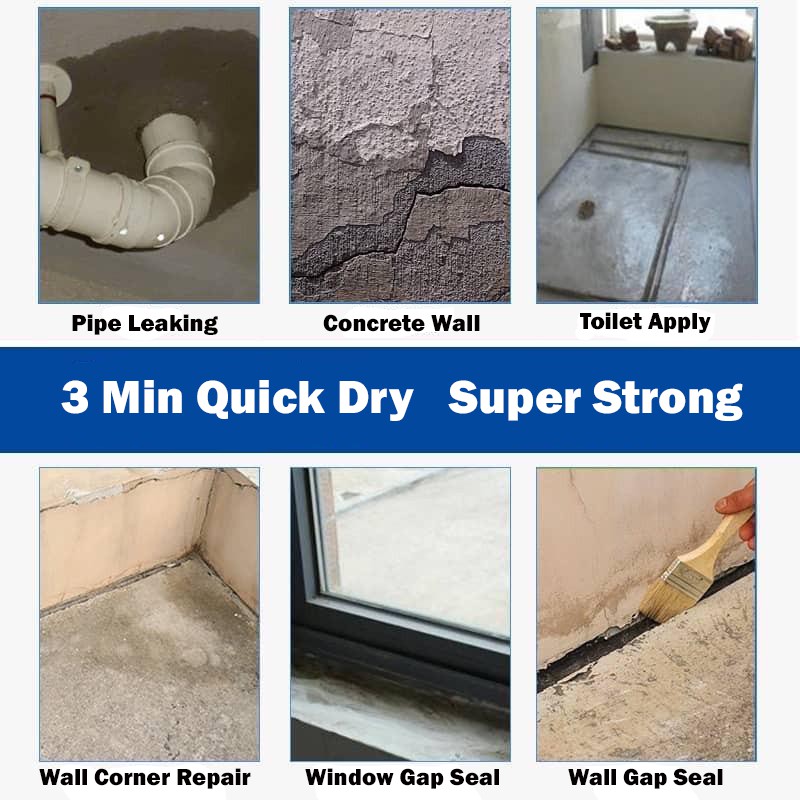 Pipe Leaking
Concrete Wall
Toilet Apply
3 Min Quick Dry Super Strong
Wall Corner Repair
Window Gap Seal
Wall Gap Seal